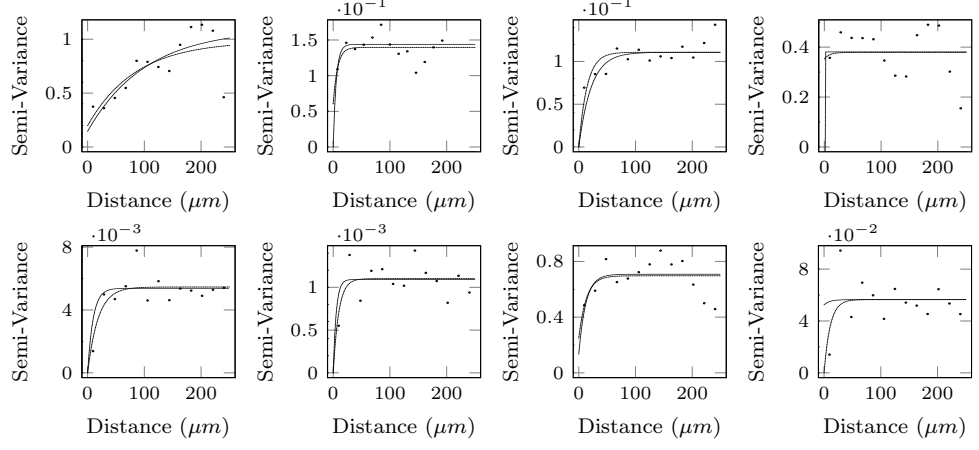 ·10⁻¹ ·10⁻¹
Semi-Variance 1 0.5 0 Semi-Variance 1.5 1 0.5 0 Semi-Variance 1 0.5 0 Semi-Variance 0.4 0.2 0
0 100 200 0 100 200 0 100 200 0 100 200
Distance (μm) Distance (μm) Distance (μm) Distance (μm)
·10⁻³ ·10⁻³ ·10⁻²
Semi-Variance 8 4 0 Semi-Variance 1 0.5 0 Semi-Variance 0.8 0.4 0 Semi-Variance 8 4 0
0 100 200 0 100 200 0 100 200 0 100 200
Distance (μm) Distance (μm) Distance (μm) Distance (μm)